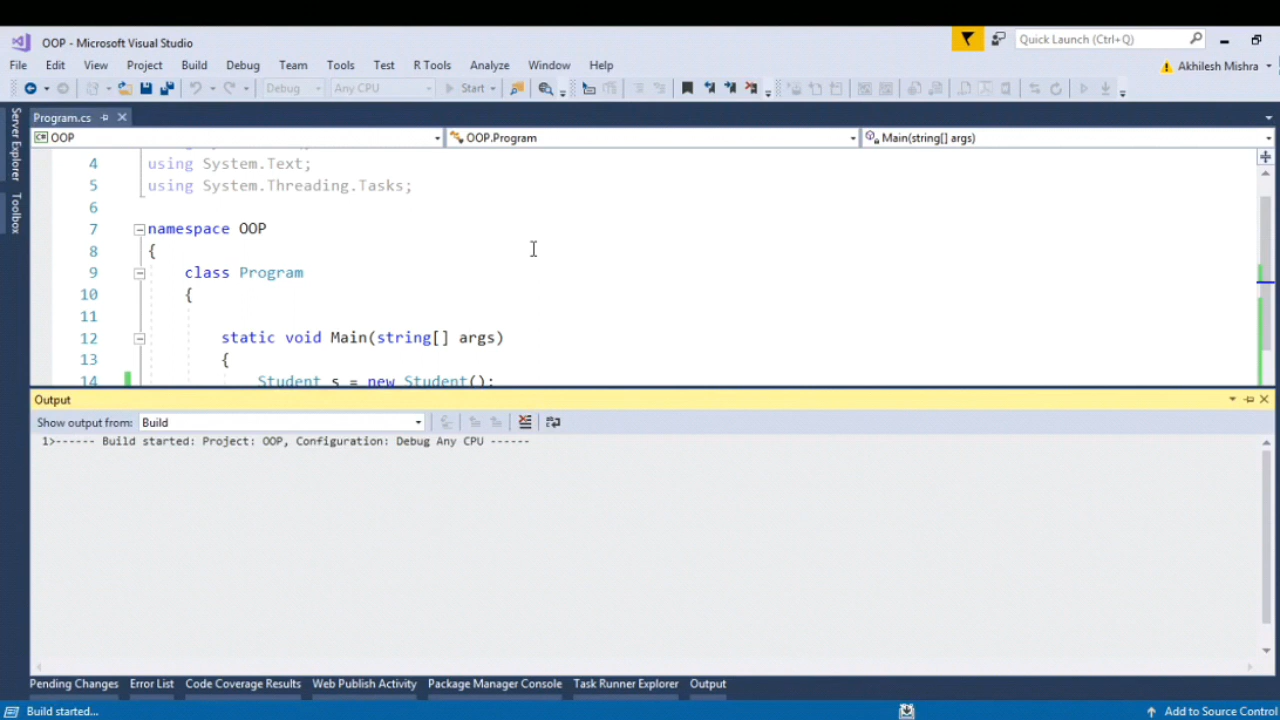 OOP - Microsoft Visual Studio
Quick Launch (Ctrl+Q)
File Edit View Project Build Debug Team Tools Test R Tools Analyze Window Help
Akhilesh Mishra
Debug Any CPU Start
Program.cs
OOP OOP.Program Main(string[] args)
Server Explorer
Toolbox
4 using System.Text;
5 using System.Threading.Tasks;
6
7 namespace OOP
8 {
9 class Program
10 {
11
12 static void Main(string[] args)
13 {
14 Student s = new Student();
Output
Show output from: Build
1>------ Build started: Project: OOP, Configuration: Debug Any CPU ------
Pending Changes Error List Code Coverage Results Web Publish Activity Package Manager Console Task Runner Explorer Output
Build started... Add to Source Control